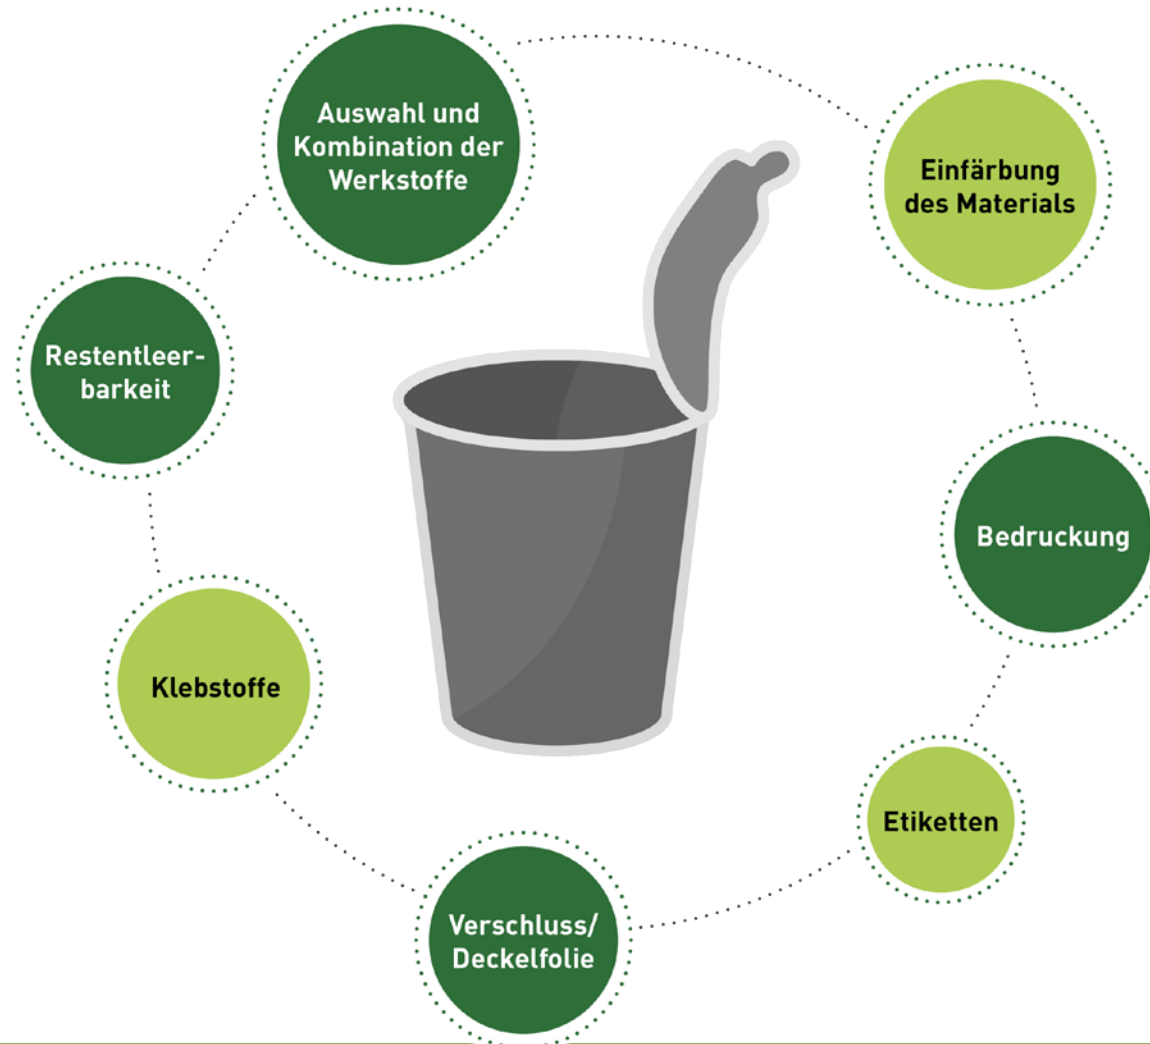 Auswahl und
Kombination der
Werkstoffe
Einfärbung
des Materials
Restentleer-
barkeit
Bedruckung
Klebstoffe
Etiketten
Verschluss/
Deckelfolie